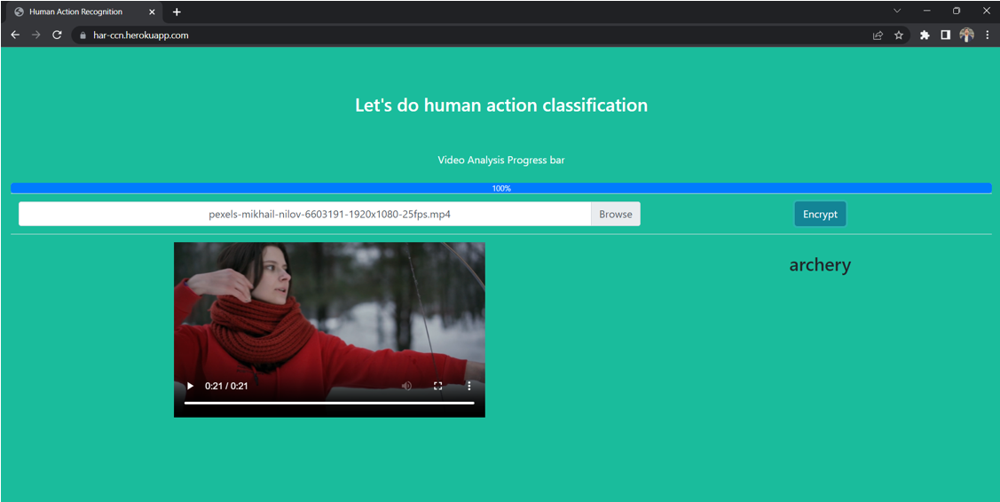 Human Action Recognition
har-ccn.herokuapp.com
Let's do human action classification
Video Analysis Progress bar
100%
pexels-mikhail-nilov-6603191-1920x1080-25fps.mp4 Browse Encrypt
archery
0:21 / 0:21